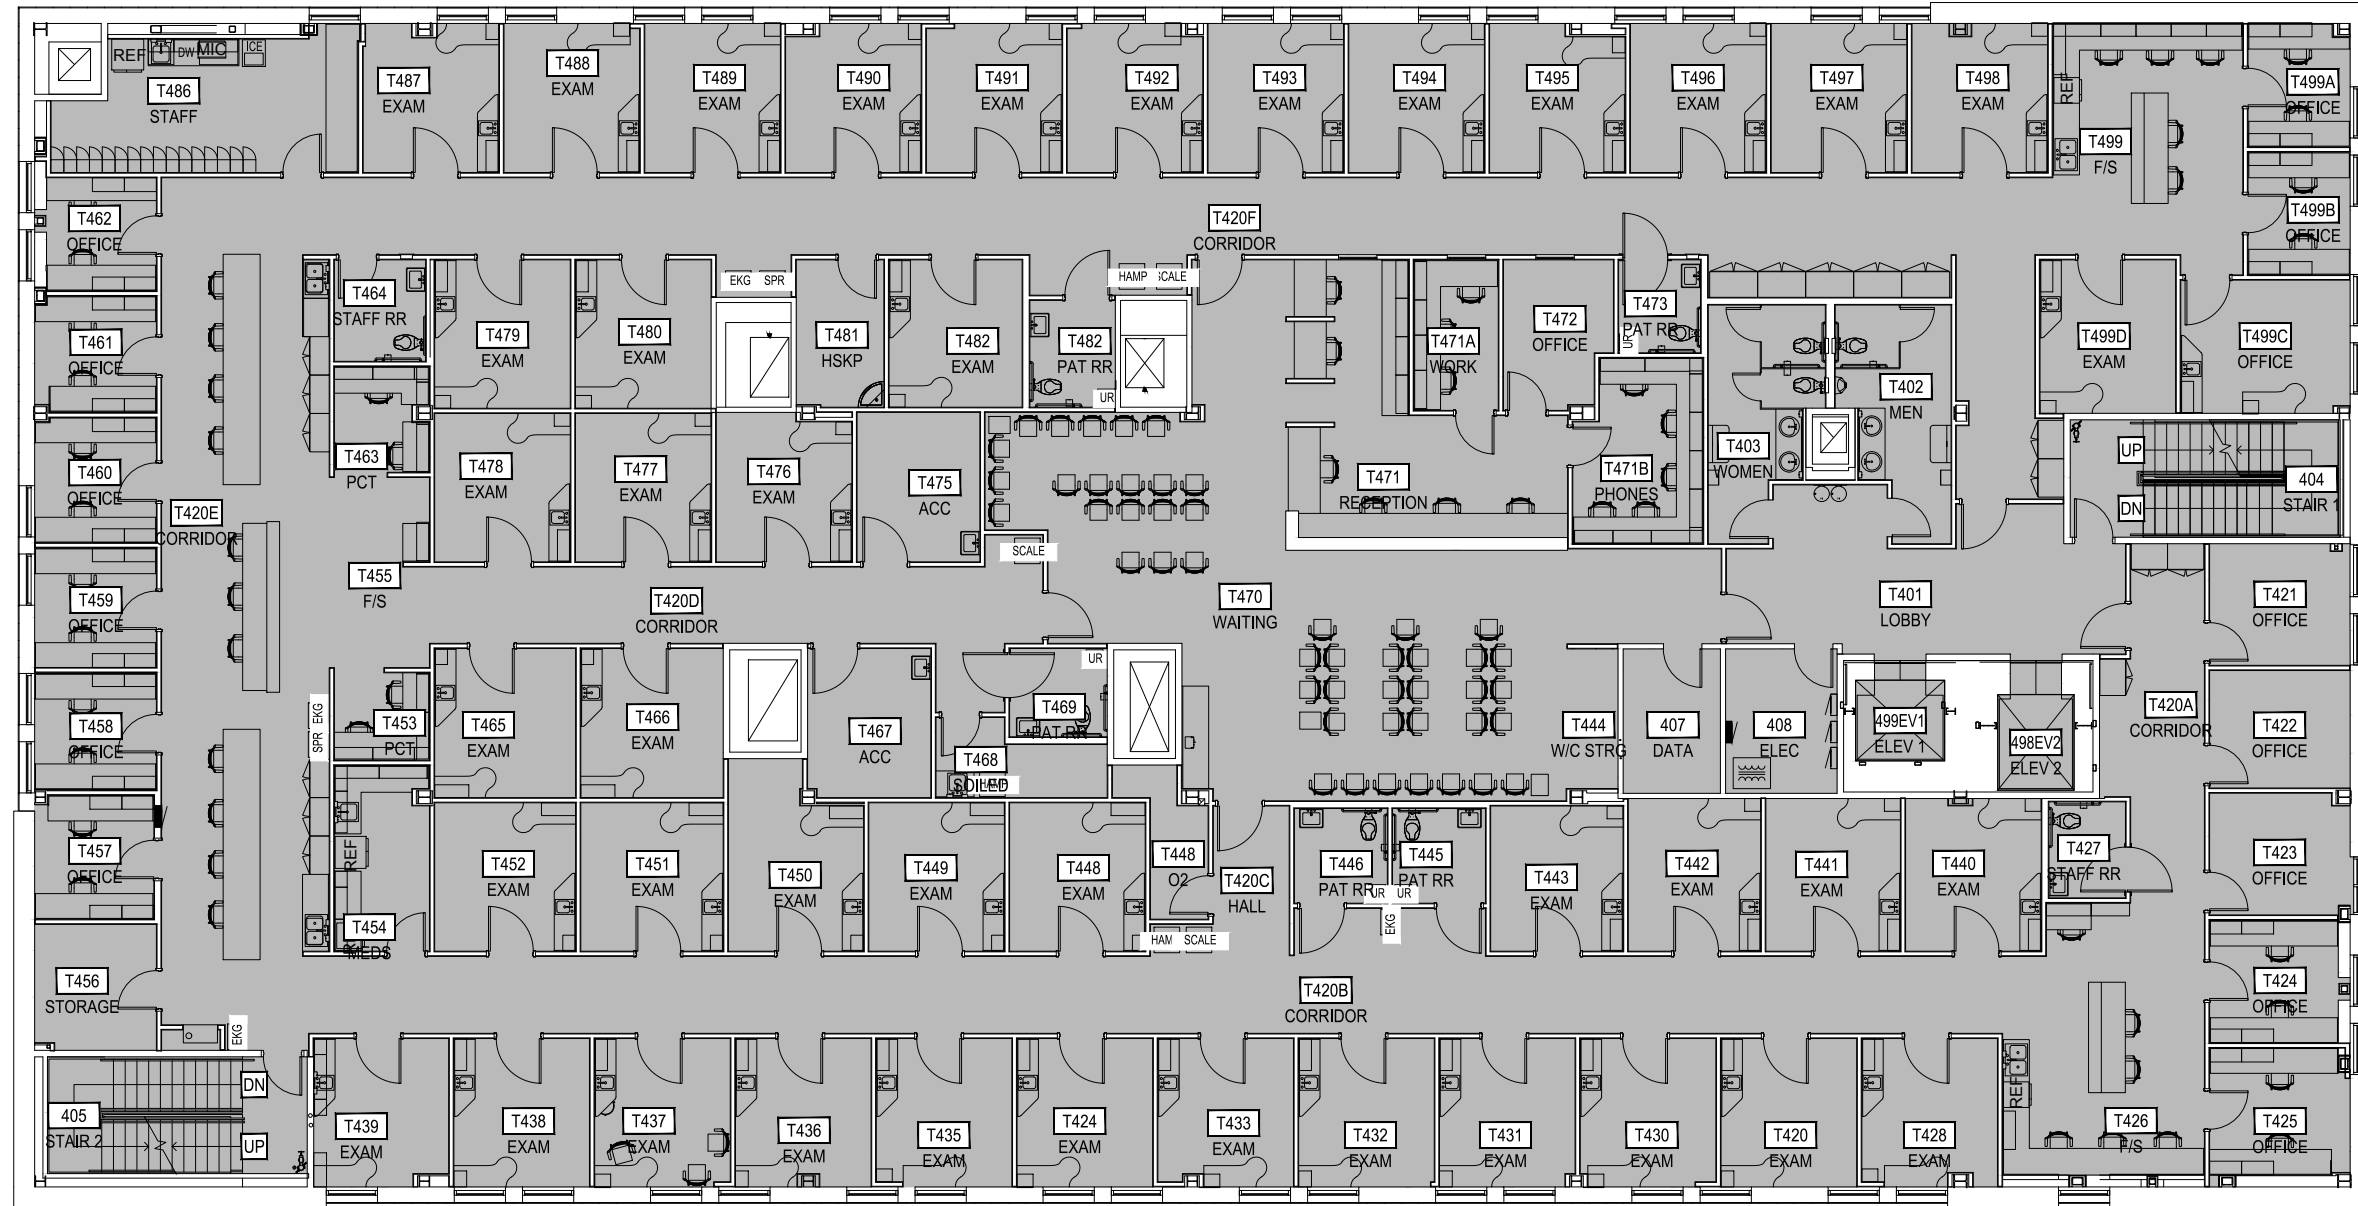 REF
DW
MIC
ICE
T486
STAFF
T487
EXAM
T488
EXAM
T489
EXAM
T490
EXAM
T491
EXAM
T492
EXAM
T493
EXAM
T494
EXAM
T495
EXAM
T496
EXAM
T497
EXAM
T498
EXAM
REF
T499
F/S
T499A
OFFICE
T499B
OFFICE
T462
OFFICE
T420F
CORRIDOR
T461
OFFICE
T464
STAFF RR
T479
EXAM
T480
EXAM
EKG
SPR
T481
HSKP
T482
EXAM
T482
PAT RR
UR
HAMP
SCALE
T471A
WORK
T472
OFFICE
T473
PAT RR
UR
T402
MEN
T499D
EXAM
T499C
OFFICE
T460
OFFICE
T463
PCT
T478
EXAM
T477
EXAM
T476
EXAM
T475
ACC
T471
RECEPTION
T471B
PHONES
T403
WOMEN
UP
DN
404
STAIR 1
T420E
CORRIDOR
SCALE
T459
OFFICE
T455
F/S
T420D
CORRIDOR
T470
WAITING
T401
LOBBY
T421
OFFICE
T458
OFFICE
SPR
EKG
T453
PCT
T465
EXAM
T466
EXAM
T467
ACC
UR
T469
PAT RR
T468
SOILED
T444
W/C STRG
407
DATA
408
ELEC
499EV1
ELEV 1
498EV2
ELEV 2
T420A
CORRIDOR
T422
OFFICE
T457
OFFICE
REF
T454
MEDS
T452
EXAM
T451
EXAM
T450
EXAM
T449
EXAM
T448
EXAM
T448
O2
T420C
HALL
T446
PAT RR
UR
T445
PAT RR
UR
EKG
T443
EXAM
T442
EXAM
T441
EXAM
T440
EXAM
T427
STAFF RR
T423
OFFICE
HAM
SCALE
T456
STORAGE
EKG
T420B
CORRIDOR
T424
OFFICE
DN
405
STAIR 2
UP
T439
EXAM
T438
EXAM
T437
EXAM
T436
EXAM
T435
EXAM
T424
EXAM
T433
EXAM
T432
EXAM
T431
EXAM
T430
EXAM
T420
EXAM
T428
EXAM
REF
T426
F/S
T425
OFFICE